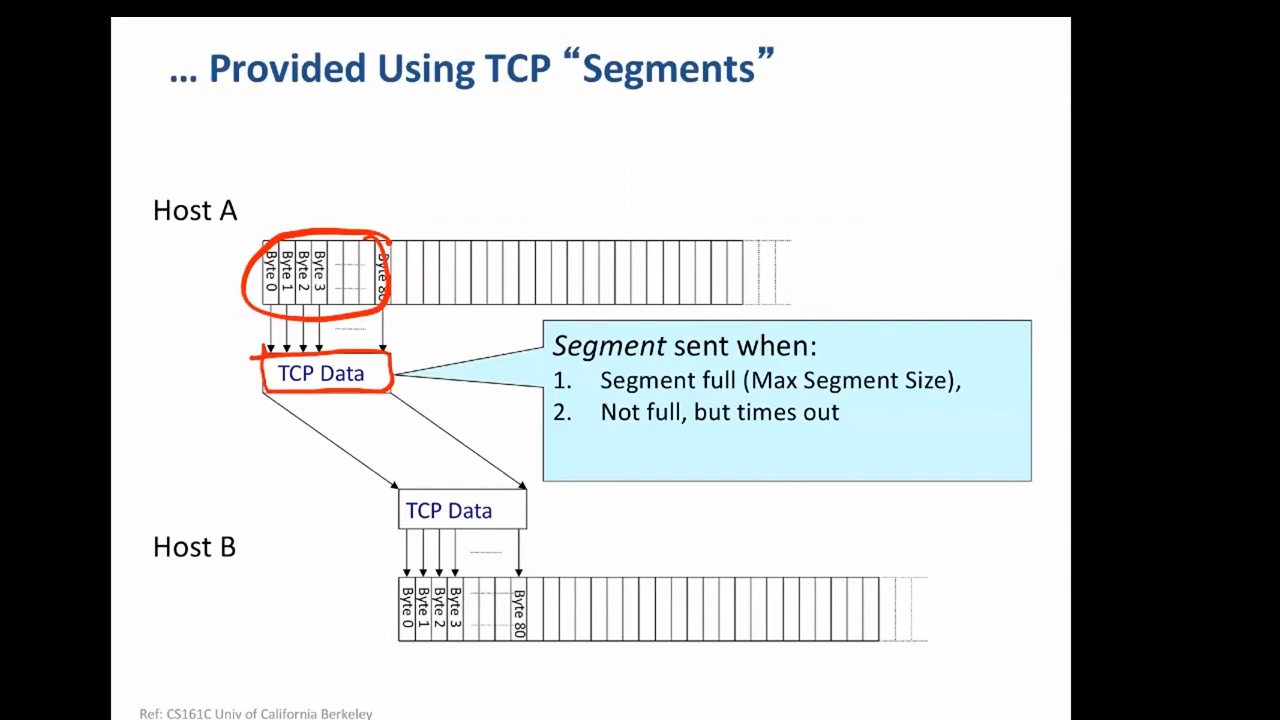 … Provided Using TCP “Segments”
Host A
Byte 0
Byte 1
Byte 2
Byte 3
Byte 80
TCP Data
Segment sent when:
1. Segment full (Max Segment Size),
2. Not full, but times out
TCP Data
Host B
Byte 0
Byte 1
Byte 2
Byte 3
Byte 80
Ref: CS161C Univ of California Berkeley